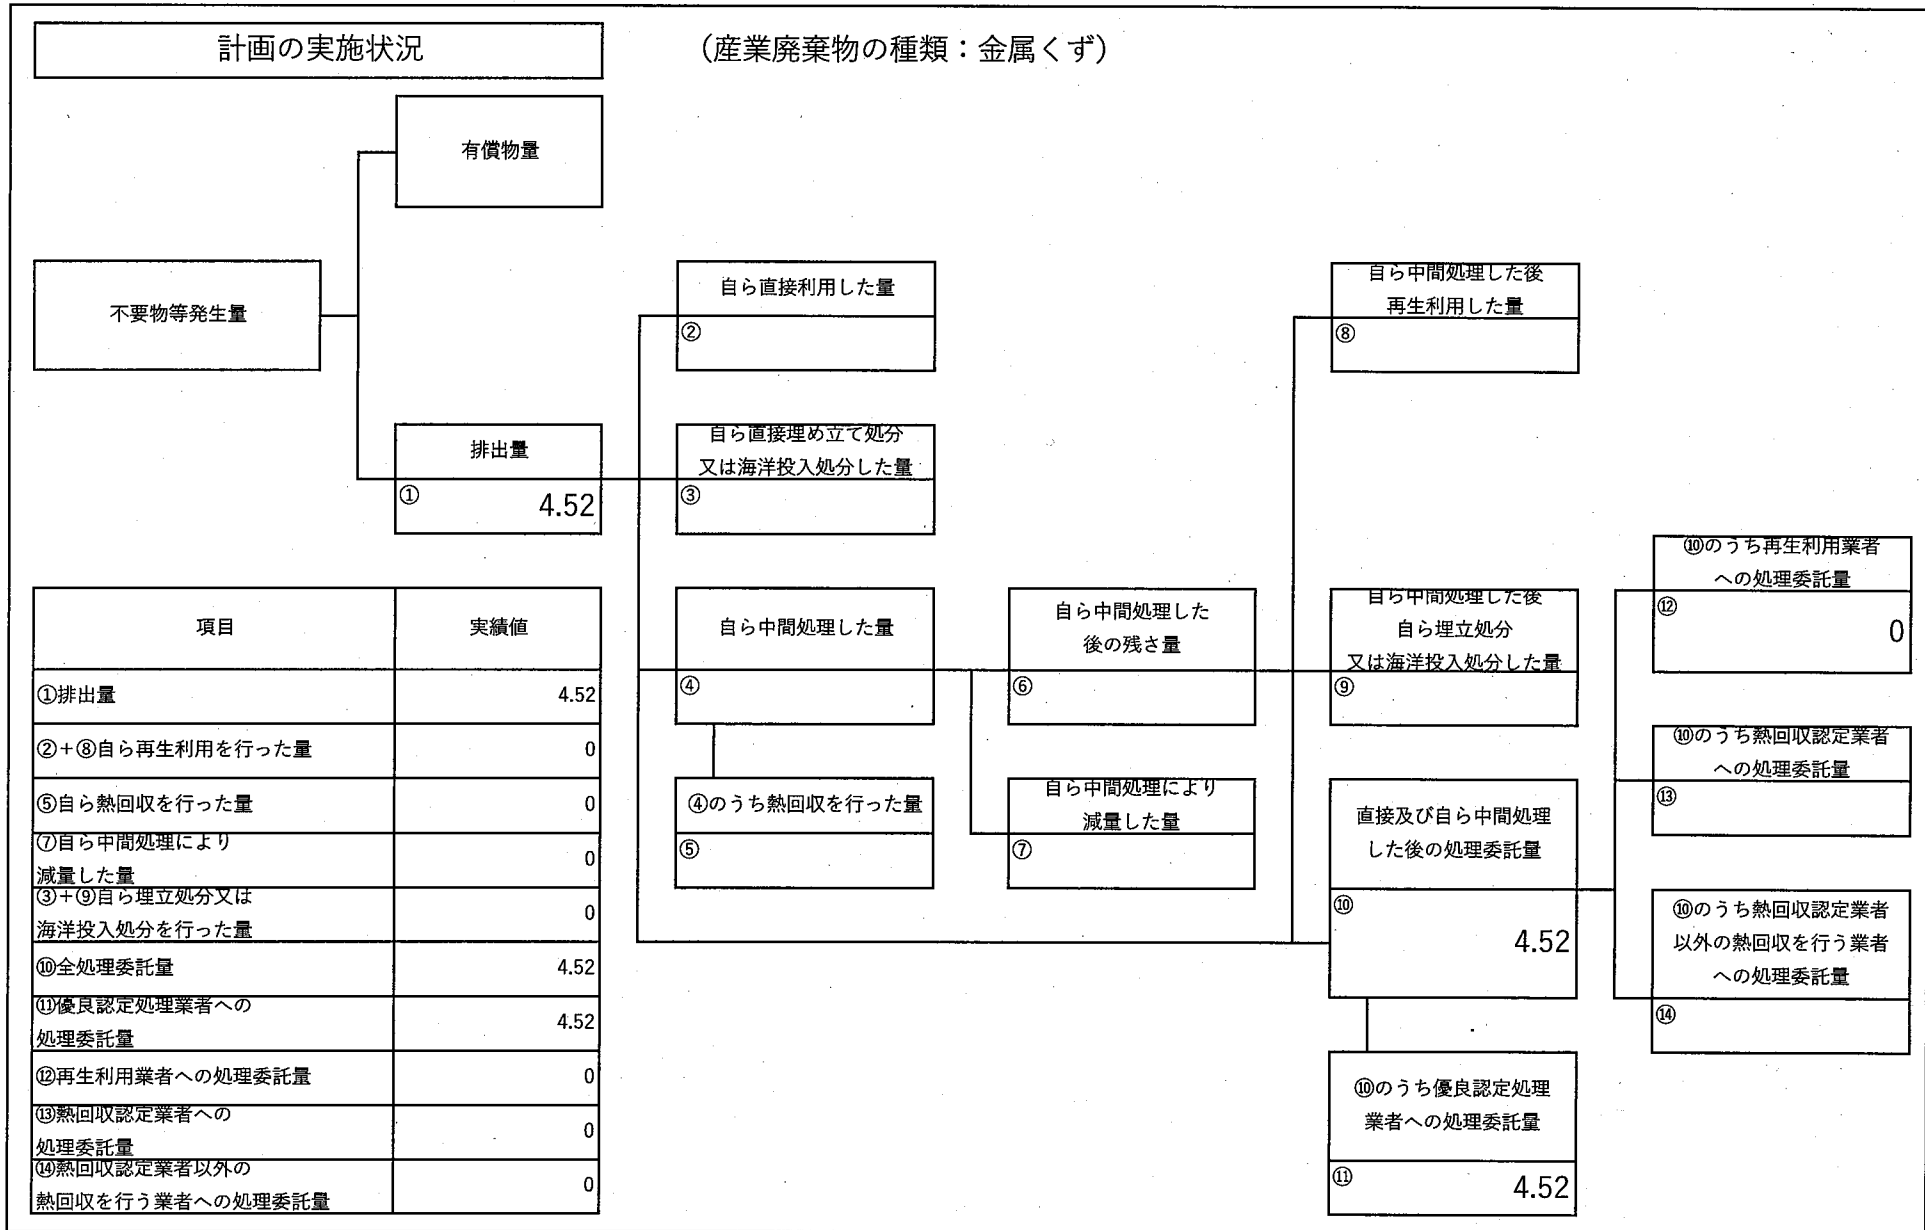 計画の実施状況
（産業廃棄物の種類：金属くず）
有償物量
不要物等発生量
排出量
①
4.52
自ら直接利用した量
②
自ら直接埋め立て処分
又は海洋投入処分した量
③
自ら中間処理した量
④
④のうち熱回収を行った量
⑤
自ら中間処理した
後の残さ量
⑥
自ら中間処理により
減量した量
⑦
自ら中間処理した後
再生利用した量
⑧
自ら中間処理した後
自ら埋立処分
又は海洋投入処分した量
⑨
直接及び自ら中間処理
した後の処理委託量
⑩
4.52
⑩のうち優良認定処理
業者への処理委託量
⑪
4.52
⑩のうち再生利用業者
への処理委託量
⑫
0
⑩のうち熱回収認定業者
への処理委託量
⑬
⑩のうち熱回収認定業者
以外の熱回収を行う業者
への処理委託量
⑭
項目 実績値
①排出量 4.52
②+⑧自ら再生利用を行った量 0
⑤自ら熱回収を行った量 0
⑦自ら中間処理により
減量した量 0
③+⑨自ら埋立処分又は
海洋投入処分を行った量 0
⑩全処理委託量 4.52
⑪優良認定処理業者への
処理委託量 4.52
⑫再生利用業者への処理委託量 0
⑬熱回収認定業者への
処理委託量 0
⑭熱回収認定業者以外の
熱回収を行う業者への処理委託量 0